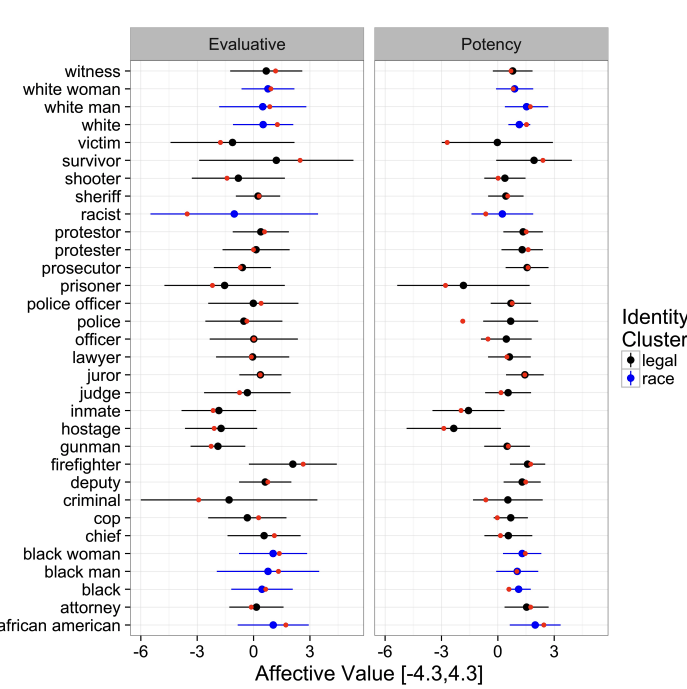 Evaluative Potency
witness
white woman
white man
white
victim
survivor
shooter
sheriff
racist
protestor
protester
prosecutor
prisoner
police officer
police
officer
lawyer
juror
judge
inmate
hostage
gunman
firefighter
deputy
criminal
cop
chief
black woman
black man
black
attorney
african american
Identity
Cluster
legal
race
-6 -3 0 3 -6 -3 0 3
Affective Value [-4.3,4.3]